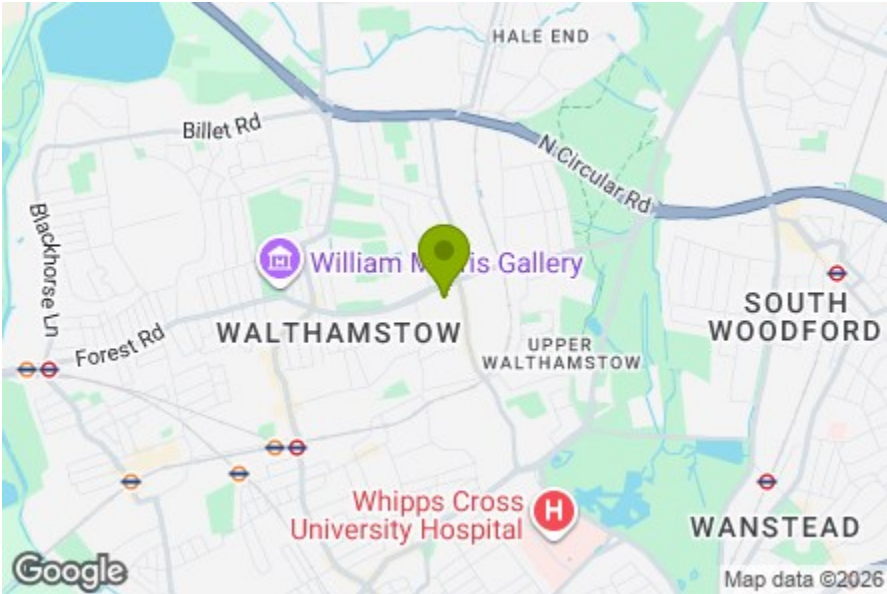 HALE END
Billet Rd
N Circular Rd
Blackhorse Ln
William M rris Gallery
SOUTH
WOODFORD
Forest Rd
WALTHAMSTOW
UPPER
WALTHAMSTOW
Whipps Cross
University Hospital
H
WANSTEAD
Google
Map data ©2026